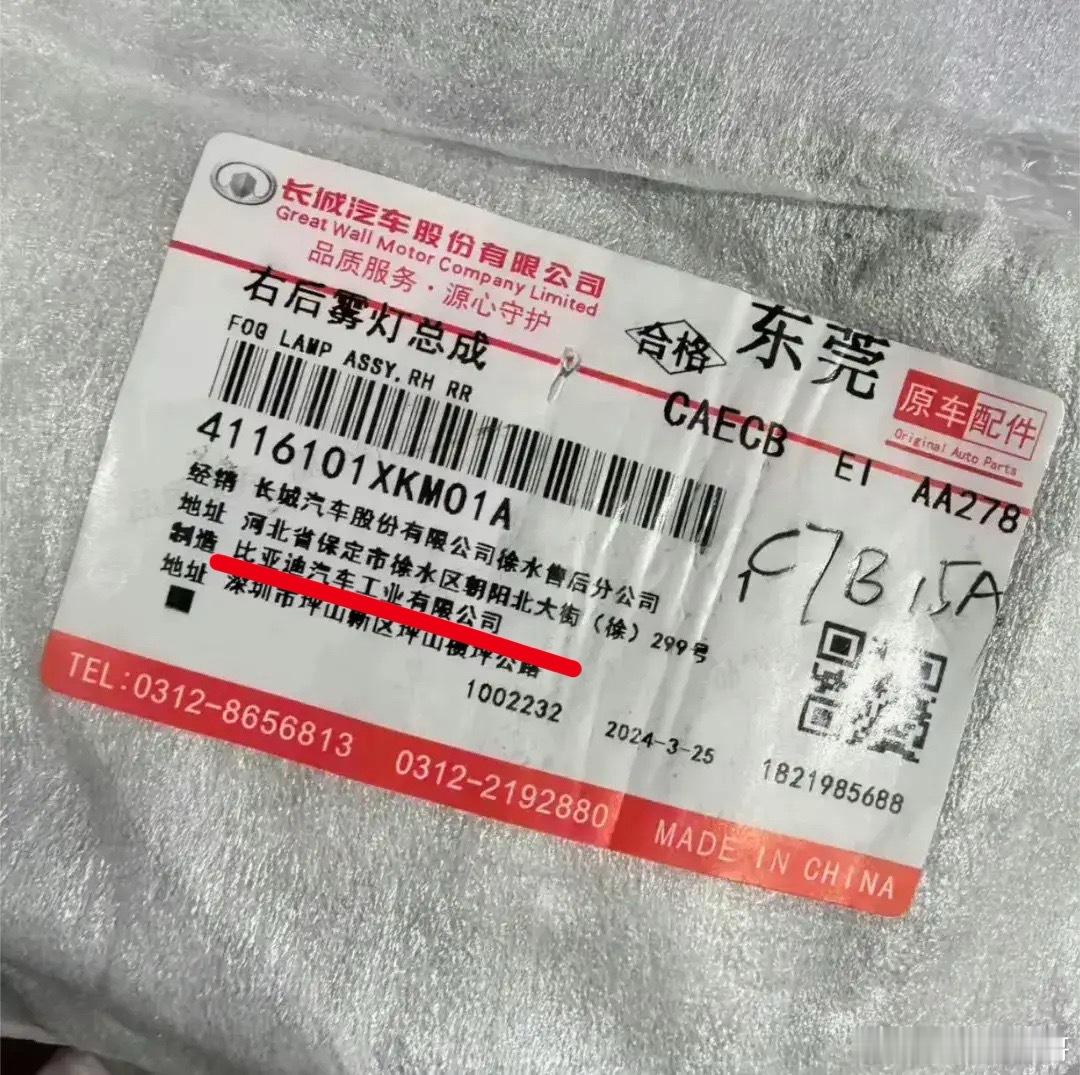 长城汽车股份有限公司
Great Wall Motor Company Limited
品质服务·源心守护
右后雾灯总成
FOG LAMP ASSY,RH RR
合格
东莞
CAECB EI AA278
原车配件
Original Auto Parts
4116101XKM01A
C7B15A
经销 长城汽车股份有限公司徐水售后分公司
地址 河北省保定市徐水区朝阳北大街(徐)299号
制造 比亚迪汽车工业有限公司
地址 深圳市坪山新区坪山横坪公路
1002232
2024-3-25
1821985688
TEL:0312-8656813 0312-2192880 MADE IN CHINA